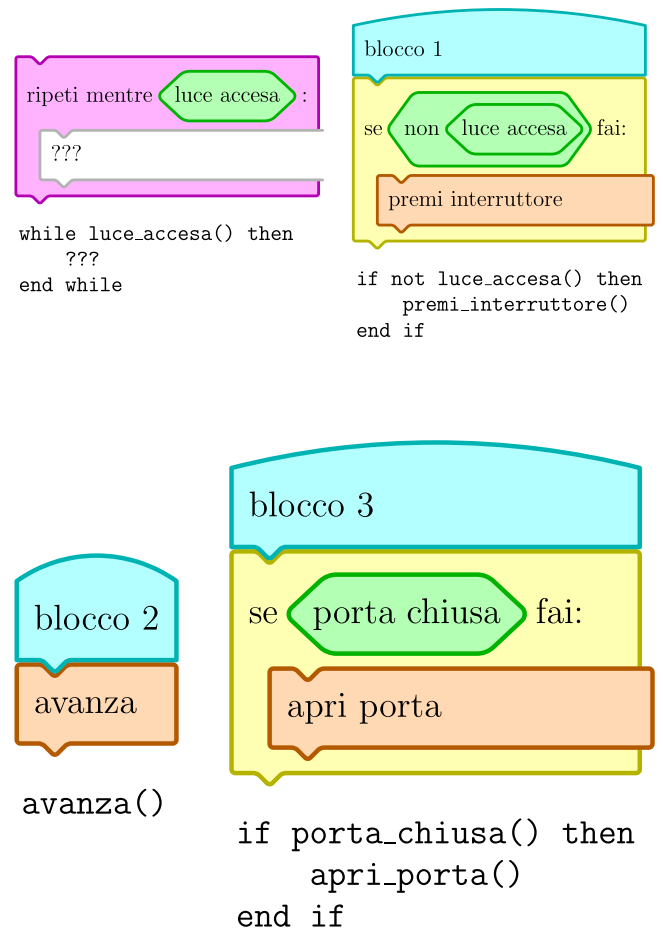 ripeti mentre luce accesa :
???
while luce_accesa() then
???
end while
blocco 1
se non luce accesa fai:
premi interruttore
if not luce_accesa() then
premi_interruttore()
end if
blocco 2
avanza
avanza()
blocco 3
se porta chiusa fai:
apri porta
if porta_chiusa() then
apri_porta()
end if